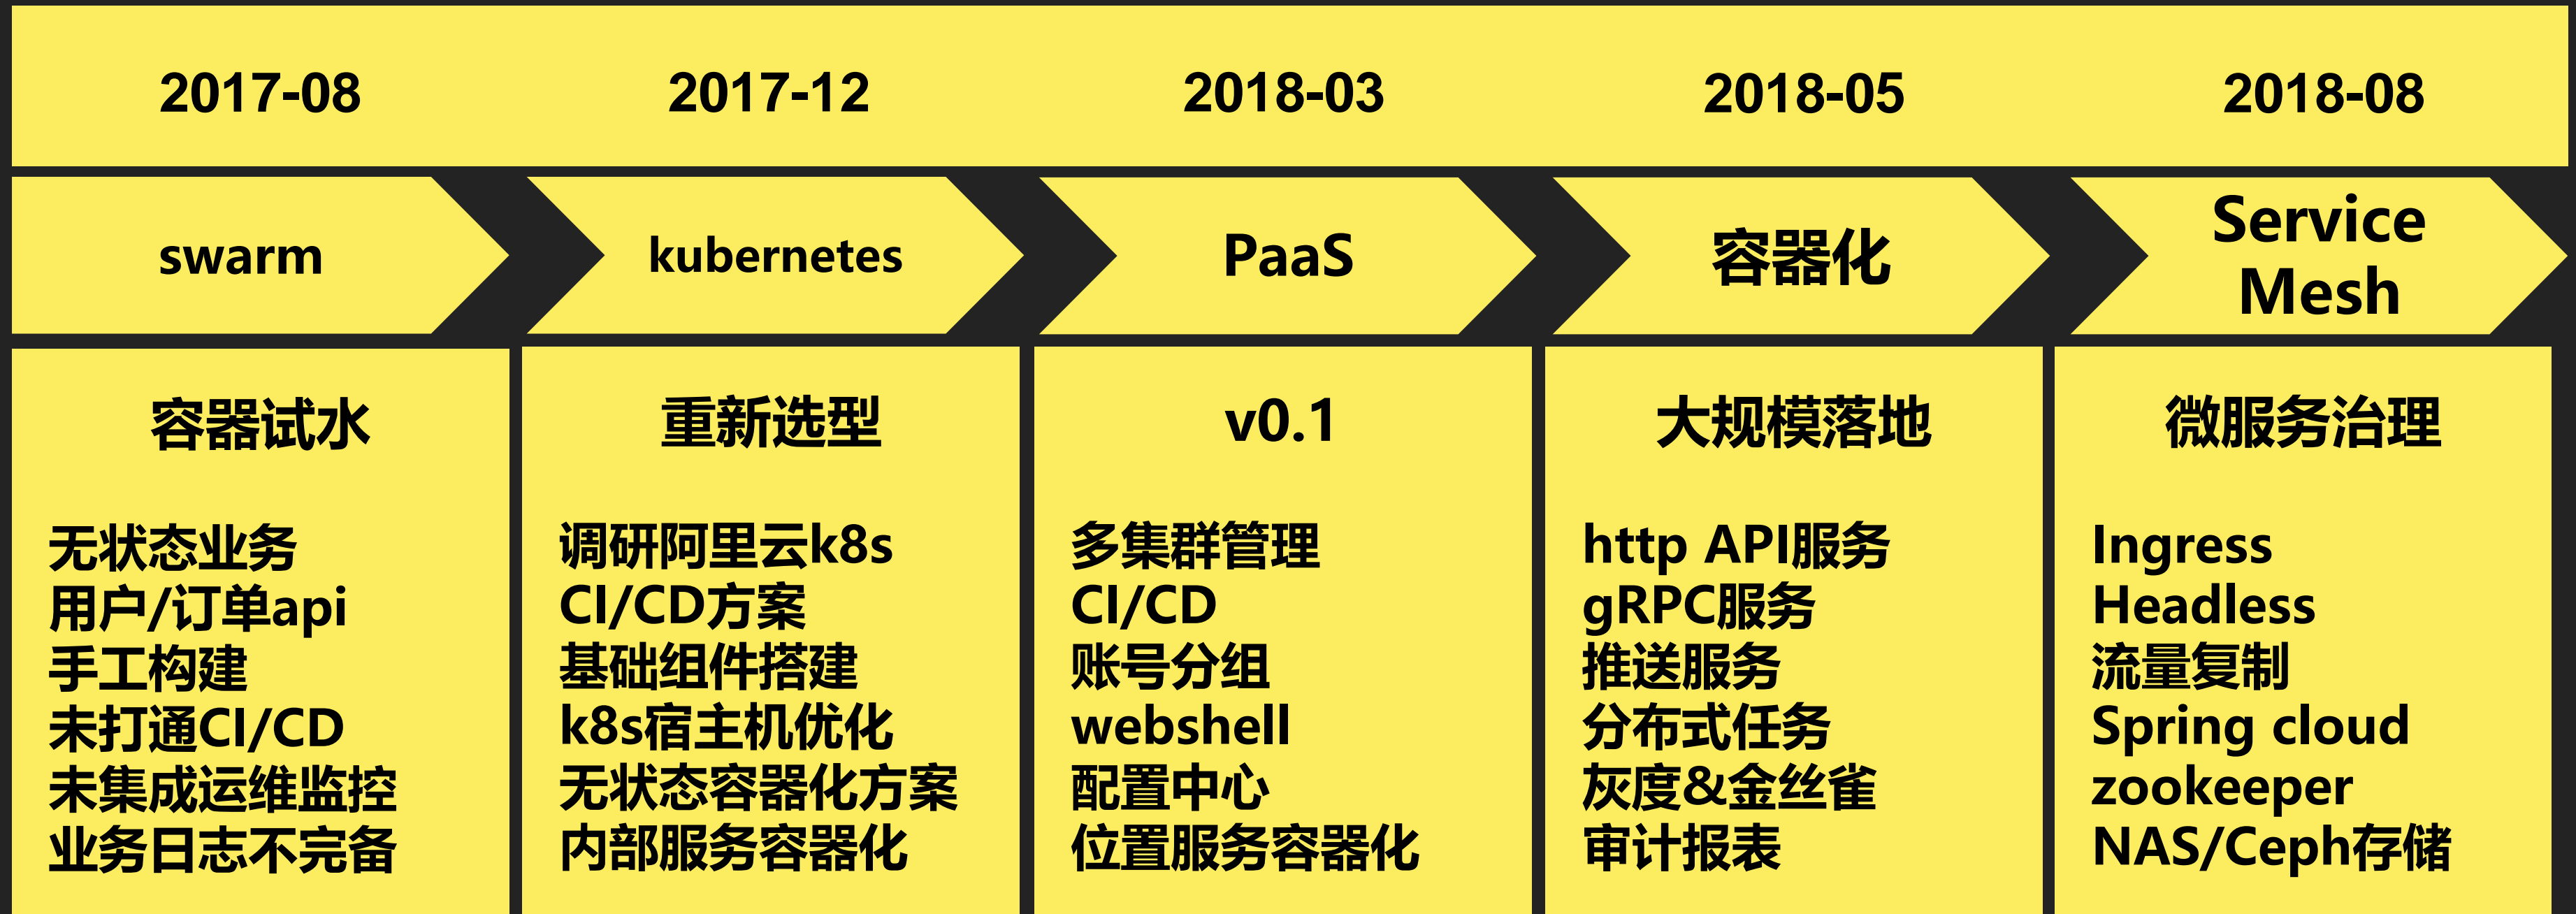 2017-08
2017-12
2018-03
2018-05
2018-08
swarm
kubernetes
PaaS
容器化
Service
Mesh
容器试水
无状态业务
用户/订单api
手工构建
未打通CI/CD
未集成运维监控
业务日志不完备
重新选型
调研阿里云k8s
CI/CD方案
基础组件搭建
k8s宿主机优化
无状态容器化方案
内部服务容器化
v0.1
多集群管理
CI/CD
账号分组
webshell
配置中心
位置服务容器化
大规模落地
http API服务
gRPC服务
推送服务
分布式任务
灰度&金丝雀
审计报表
微服务治理
Ingress
Headless
流量复制
Spring cloud
zookeeper
NAS/Ceph存储